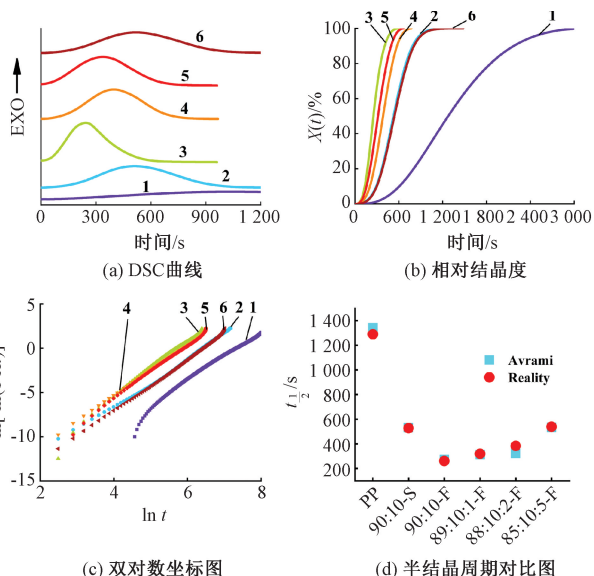 EXO
6
5
4
3
2
1
0
300
600
900
1 200
时间/s
(a) DSC曲线
X(t)/%
100
80
60
40
20
0
3
5
4
2
6
1
0
600
1 200
1 800
2 400
3 000
时间/s
(b) 相对结晶度
5
0
-5
-10
-15
4
3
5
6
2
1
2
4
6
8
ln t
(c) 双对数坐标图
t½/s
1 400
1 200
1 000
800
600
400
200
Avrami
Reality
PP
90:10-S
90:10-F
89:10:1-F
88:10:2-F
85:10:5-F
(d) 半结晶周期对比图